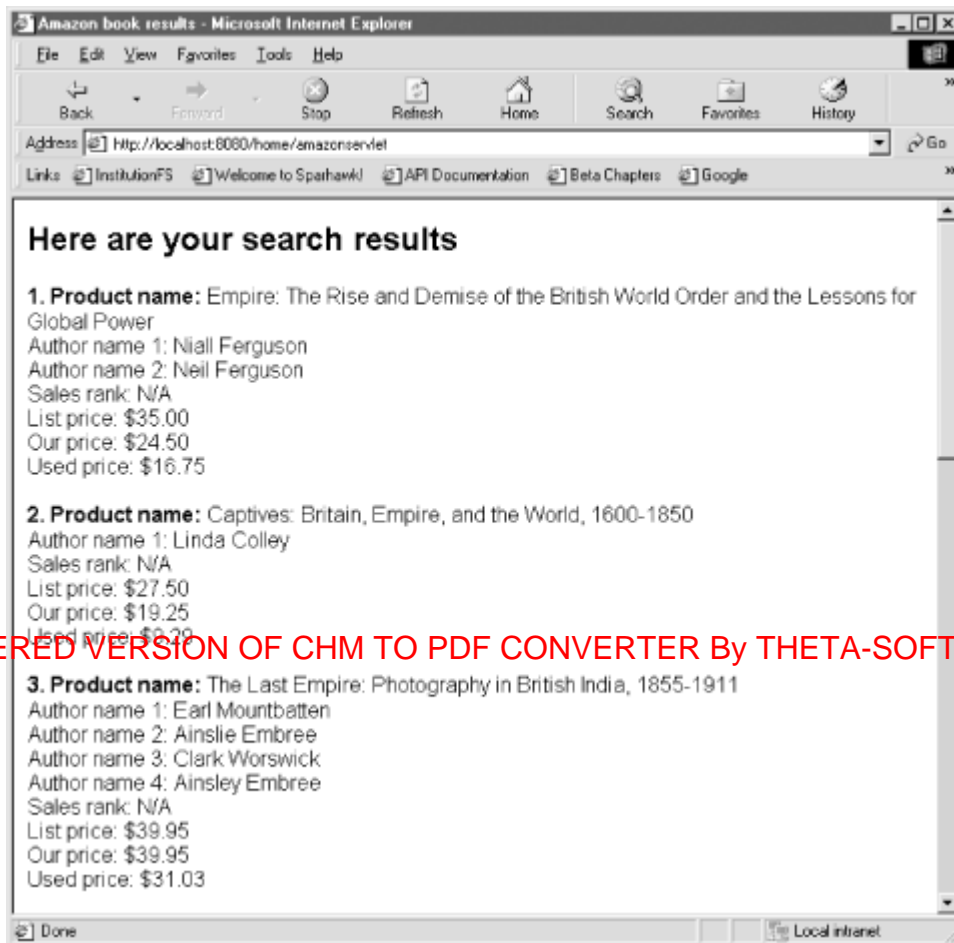 Amazon book results - Microsoft Internet Explorer
File Edit View Favorites Tools Help
Back Forward Stop Refresh Home Search Favorites History »
Address http://localhost:8080/home/amazonservlet Go
Links InstitutionFS Welcome to Sparhawk! API Documentation Beta Chapters Google »
Here are your search results
1. Product name: Empire: The Rise and Demise of the British World Order and the Lessons for
Global Power
Author name 1: Niall Ferguson
Author name 2: Neil Ferguson
Sales rank: N/A
List price: $35.00
Our price: $24.50
Used price: $16.75
2. Product name: Captives: Britain, Empire, and the World, 1600-1850
Author name 1: Linda Colley
Sales rank: N/A
List price: $27.50
Our price: $19.25
Used price: $9.29
ERED VERSION OF CHM TO PDF CONVERTER By THETA-SOFT
3. Product name: The Last Empire: Photography in British India, 1855-1911
Author name 1: Earl Mountbatten
Author name 2: Ainslie Embree
Author name 3: Clark Worswick
Author name 4: Ainsley Embree
Sales rank: N/A
List price: $39.95
Our price: $39.95
Used price: $31.03
Done Local intranet